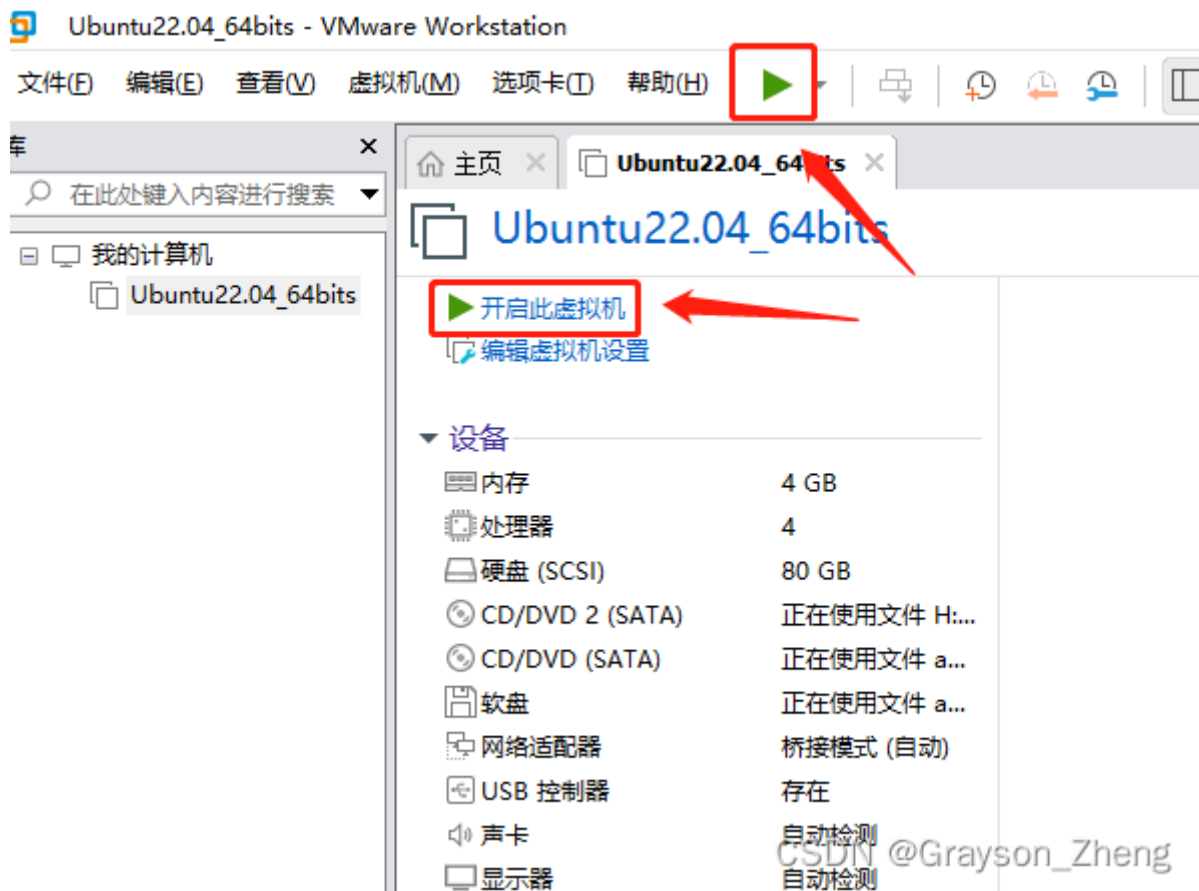 Ubuntu22.04_64bits - VMware Workstation
文件(F) 编辑(E) 查看(V) 虚拟机(M) 选项卡(T) 帮助(H)
库
主页 Ubuntu22.04_64bits
在此处键入内容进行搜索
Ubuntu22.04_64bits
我的计算机
Ubuntu22.04_64bits
开启此虚拟机
编辑虚拟机设置
设备
内存 4 GB
处理器 4
硬盘 (SCSI) 80 GB
CD/DVD 2 (SATA) 正在使用文件 H:...
CD/DVD (SATA) 正在使用文件 a...
软盘 正在使用文件 a...
网络适配器 桥接模式 (自动)
USB 控制器 存在
声卡 自动检测
CSDN @Grayson_Zheng
显示器 自动检测